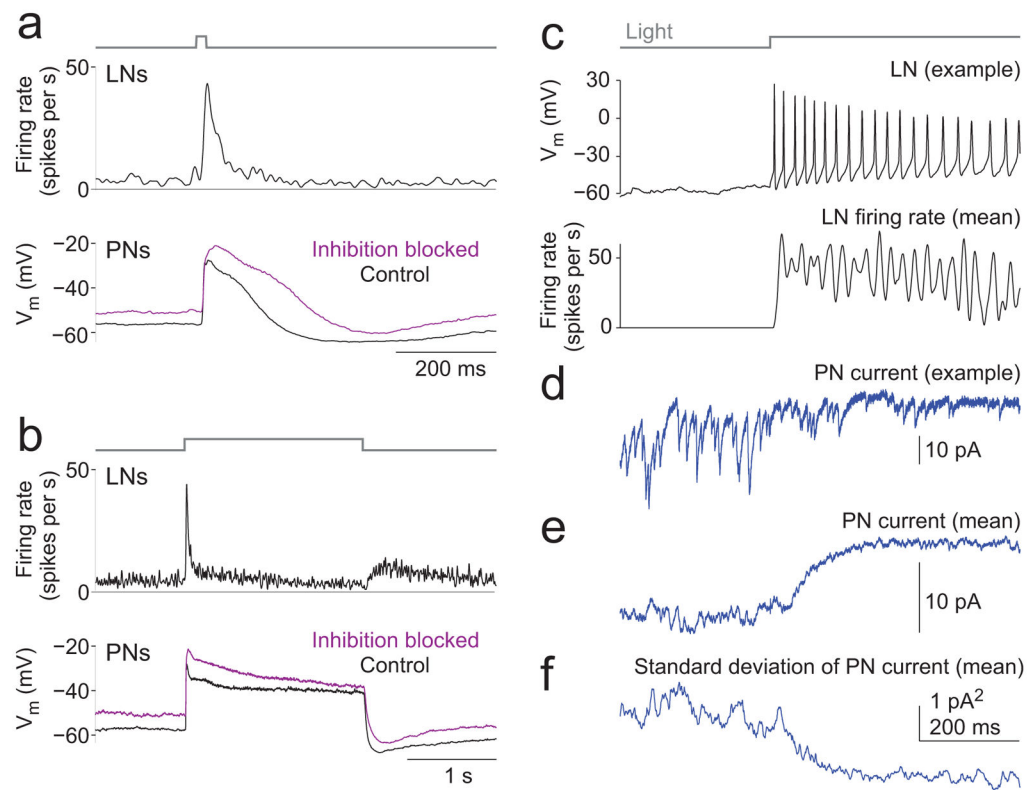 a
LNs
Firing rate
(spikes per s)
50
0
PNs
Inhibition blocked
Control
Vm (mV)
−20
−40
−60
200 ms
b
LNs
Firing rate
(spikes per s)
50
0
PNs
Inhibition blocked
Control
Vm (mV)
−20
−40
−60
1 s
c
Light
LN (example)
Vm (mV)
30
0
−30
−60
LN firing rate (mean)
Firing rate
(spikes per s)
50
0
d
PN current (example)
10 pA
e
PN current (mean)
10 pA
f
Standard deviation of PN current (mean)
1 pA²
200 ms